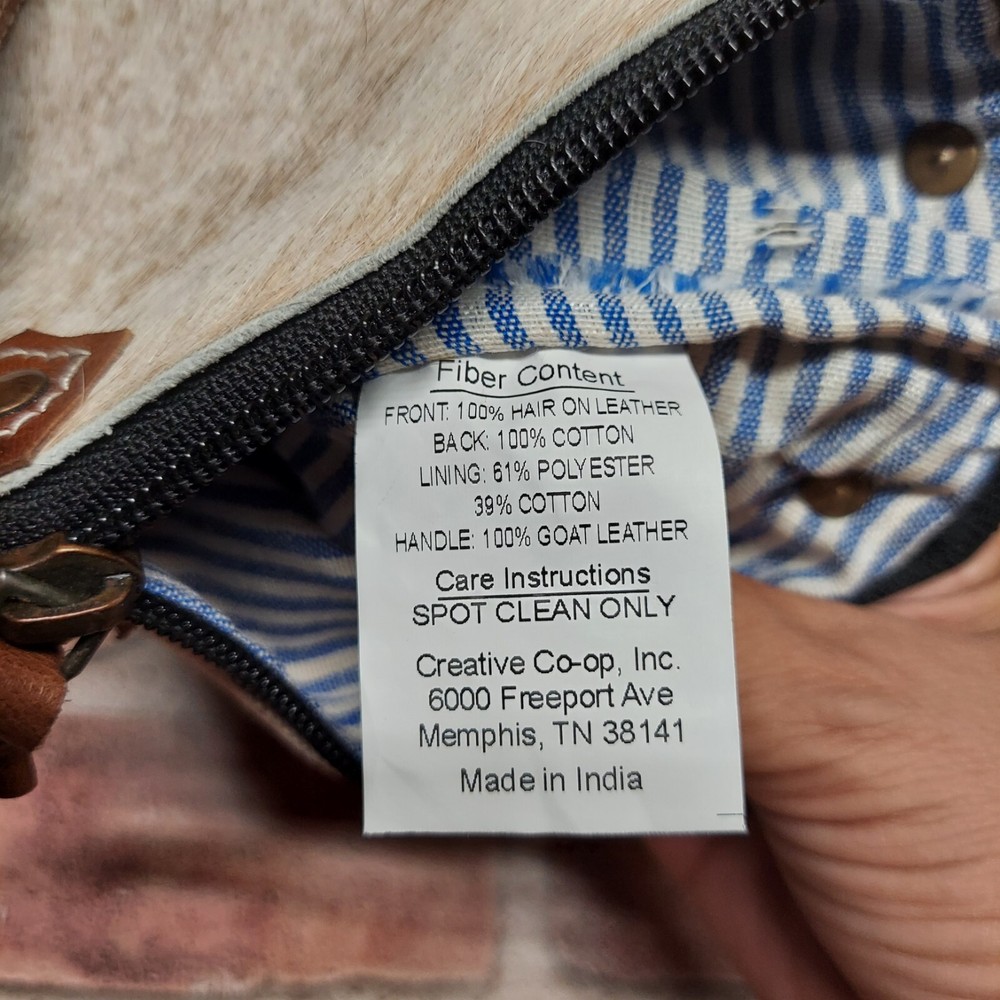 Fiber Content
FRONT: 100% HAIR ON LEATHER
BACK: 100% COTTON
LINING: 61% POLYESTER
39% COTTON
HANDLE: 100% GOAT LEATHER
Care Instructions
SPOT CLEAN ONLY
Creative Co-op, Inc.
6000 Freeport Ave
Memphis, TN 38141
Made in India